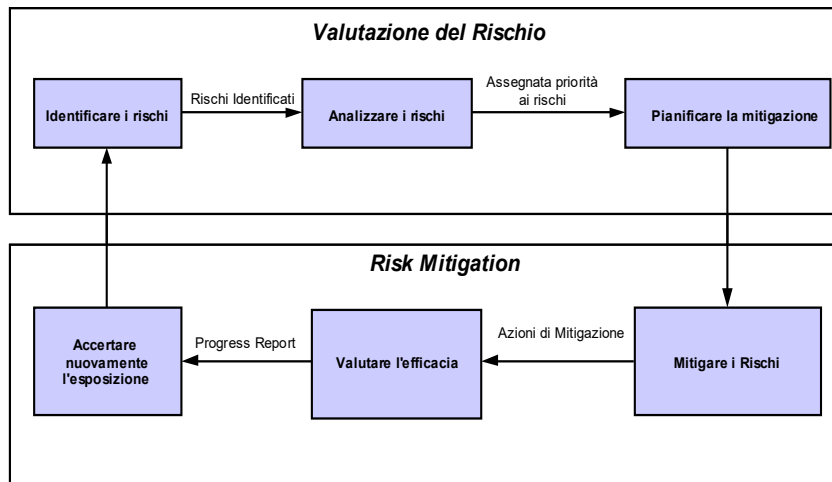 Valutazione del Rischio
Identificare i rischi
Rischi Identificati
Analizzare i rischi
Assegnata priorità
ai rischi
Pianificare la mitigazione
Risk Mitigation
Accertare
nuovamente
l'esposizione
Progress Report
Valutare l'efficacia
Azioni di Mitigazione
Mitigare i Rischi